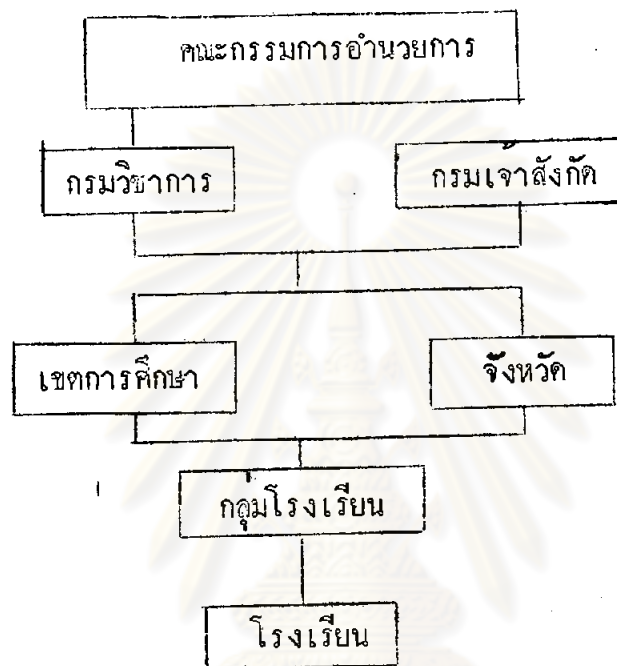 คณะกรรมการอำนวยการ
กรมวิชาการ
กรมเจ้าสังกัด
เขตการศึกษา
จังหวัด
กลุ่มโรงเรียน
โรงเรียน